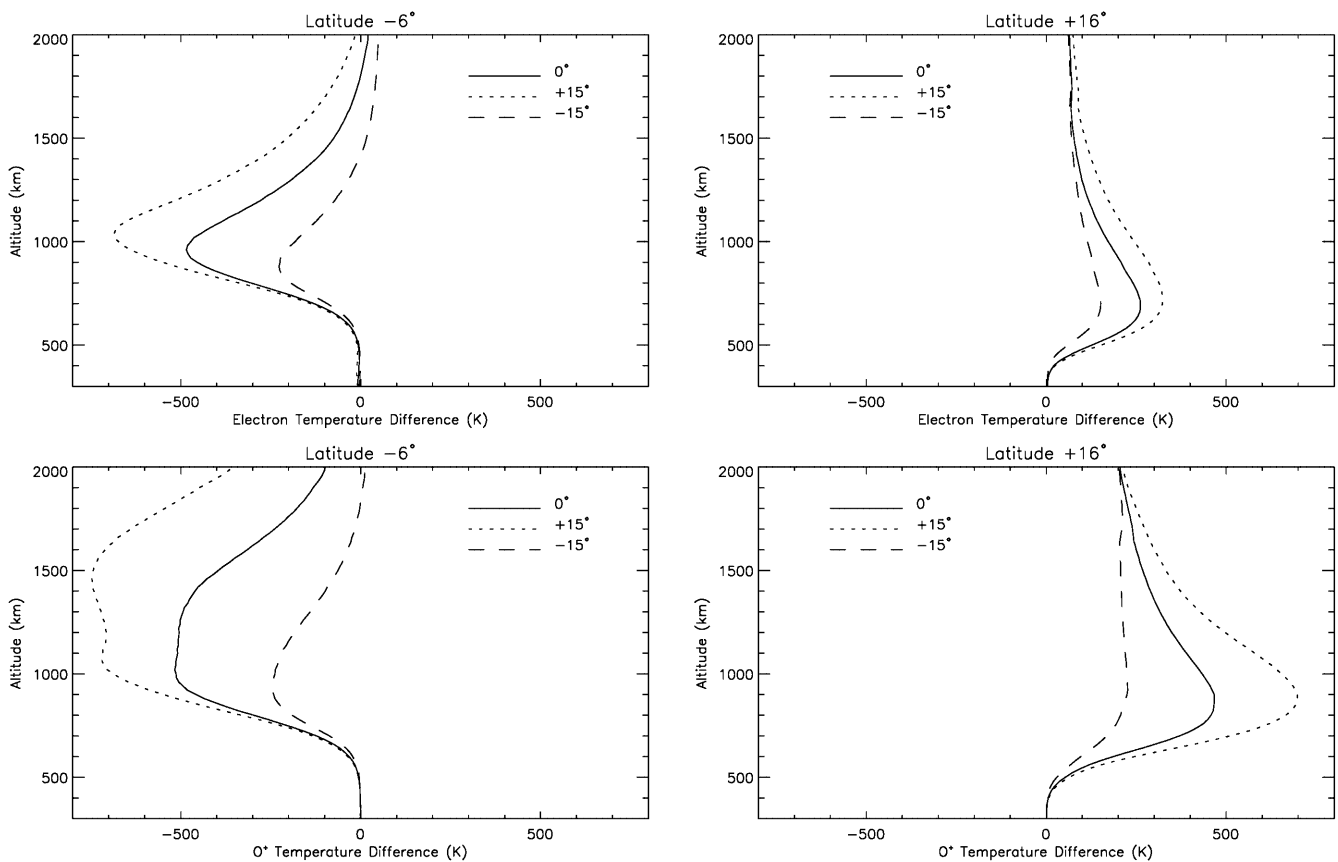 Latitude −6°
2000
1500
1000
500
Altitude (km)
0°
+15°
−15°
−500 0 500
Electron Temperature Difference (K)
Latitude +16°
2000
1500
1000
500
Altitude (km)
0°
+15°
−15°
−500 0 500
Electron Temperature Difference (K)
Latitude −6°
2000
1500
1000
500
Altitude (km)
0°
+15°
−15°
−500 0 500
O⁺ Temperature Difference (K)
Latitude +16°
2000
1500
1000
500
Altitude (km)
0°
+15°
−15°
−500 0 500
O⁺ Temperature Difference (K)